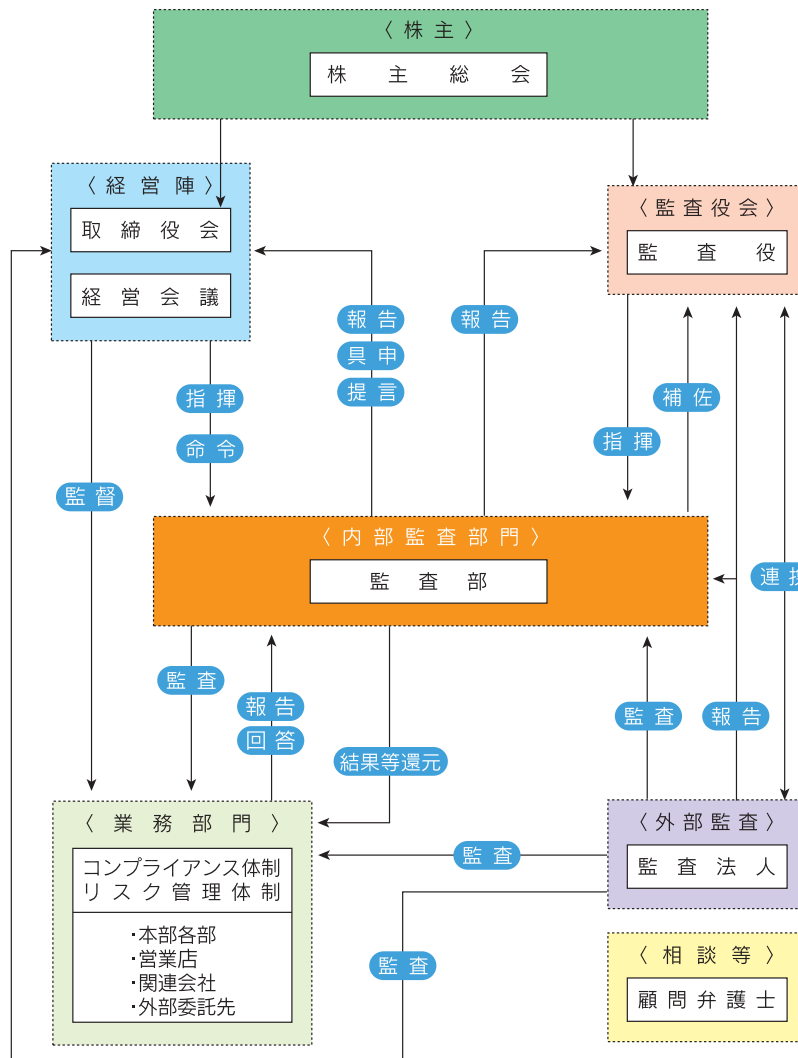 〈株主〉
株主総会
〈経営陣〉
取締役会
経営会議
〈監査役会〉
監査役
報告
具申
提言
報告
指揮
命令
監督
指揮
補佐
〈内部監査部門〉
監査部
連携
監査
報告
回答
結果等還元
監査
報告
〈業務部門〉
コンプライアンス体制
リスク管理体制
・本部各部
・営業店
・関連会社
・外部委託先
監査
監査
〈外部監査〉
監査法人
〈相談等〉
顧問弁護士